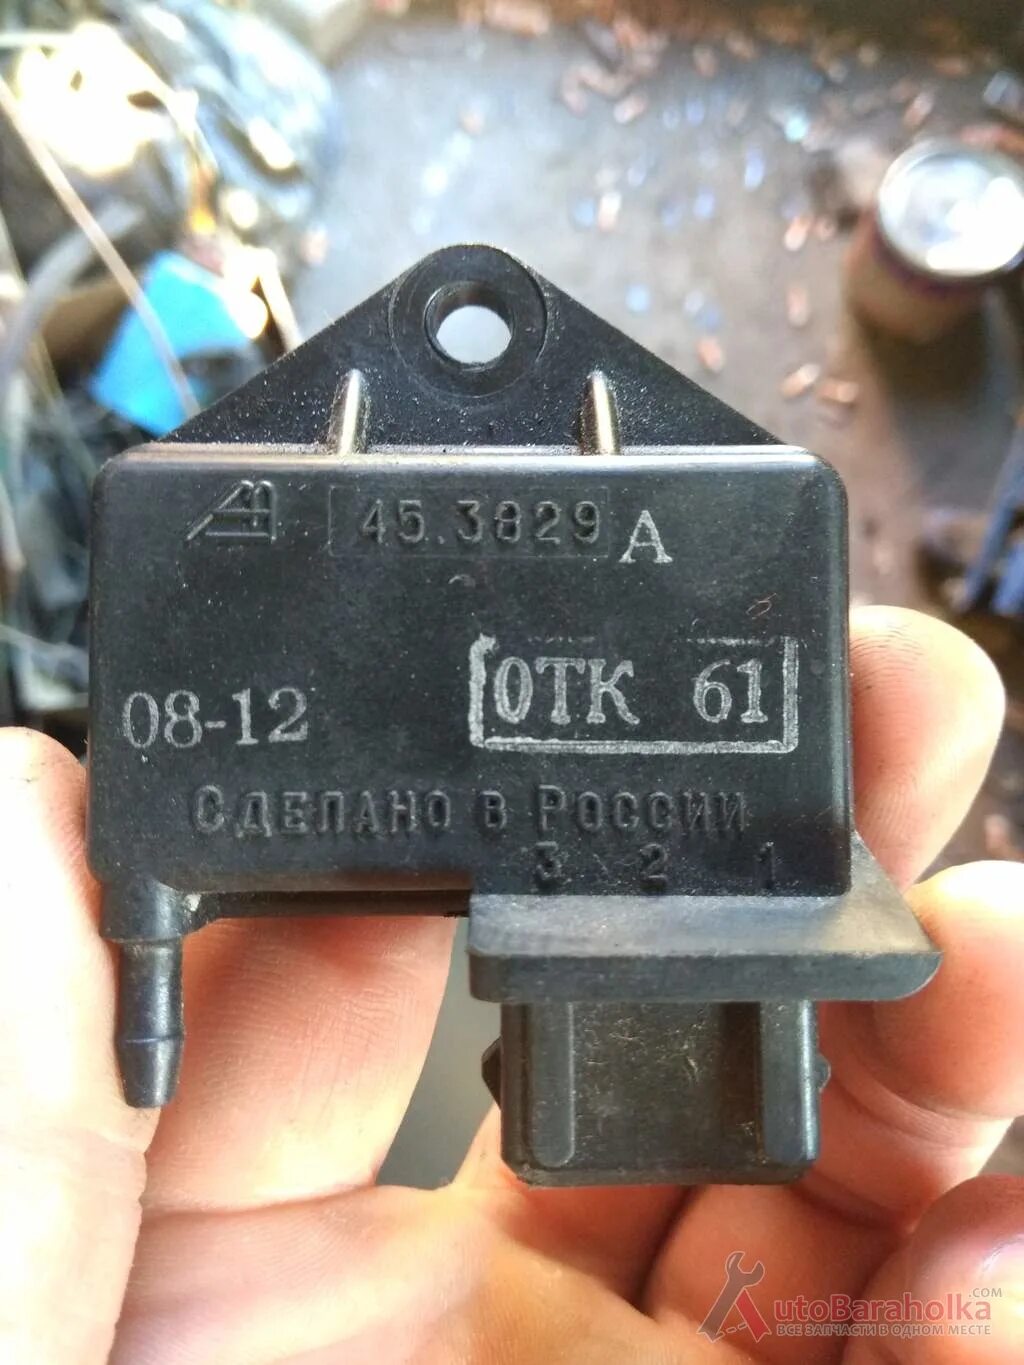 45.3829 А
08-12
ОТК 61
СДЕЛАНО В РОССИИ
3 2 1
AutoBaraholka.COM
ВСЕ ЗАПЧАСТИ В ОДНОМ МЕСТЕ